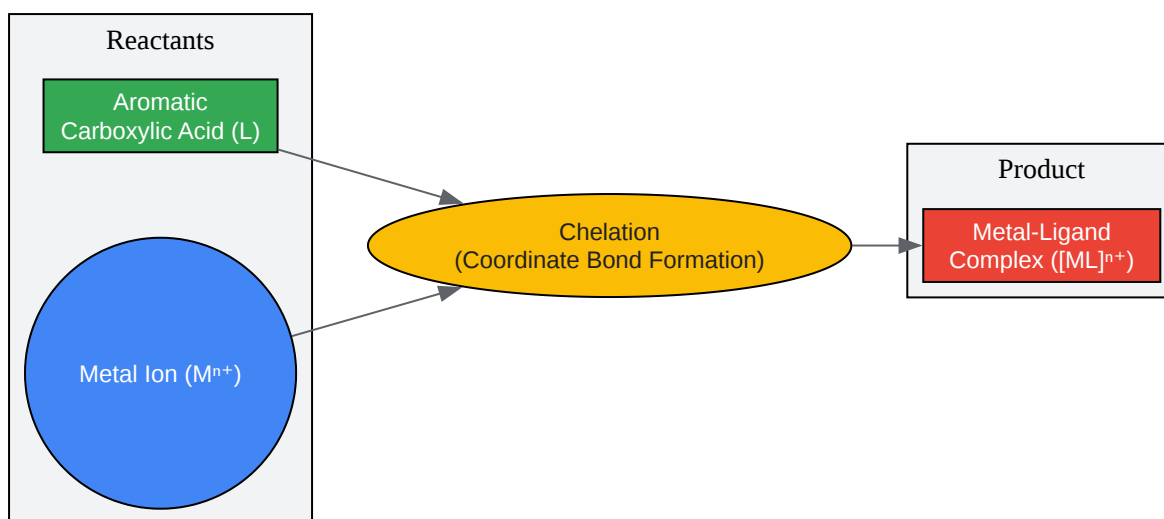 Reactants
Aromatic
Carboxylic Acid (L)
Metal Ion (Mⁿ⁺)
Chelation
(Coordinate Bond Formation)
Product
Metal-Ligand
Complex ([ML]ⁿ⁺)